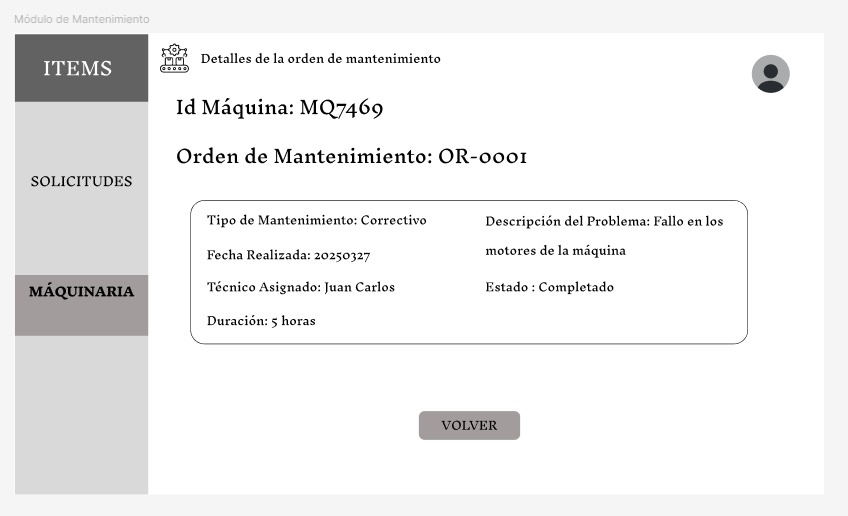 Módulo de Mantenimiento
ITEMS
Detalles de la orden de mantenimiento
Id Máquina: MQ7469
Orden de Mantenimiento: OR-0001
SOLICITUDES
MÁQUINARIA
Tipo de Mantenimiento: Correctivo
Fecha Realizada: 20250327
Técnico Asignado: Juan Carlos
Duración: 5 horas
Descripción del Problema: Fallo en los
motores de la máquina
Estado : Completado
VOLVER